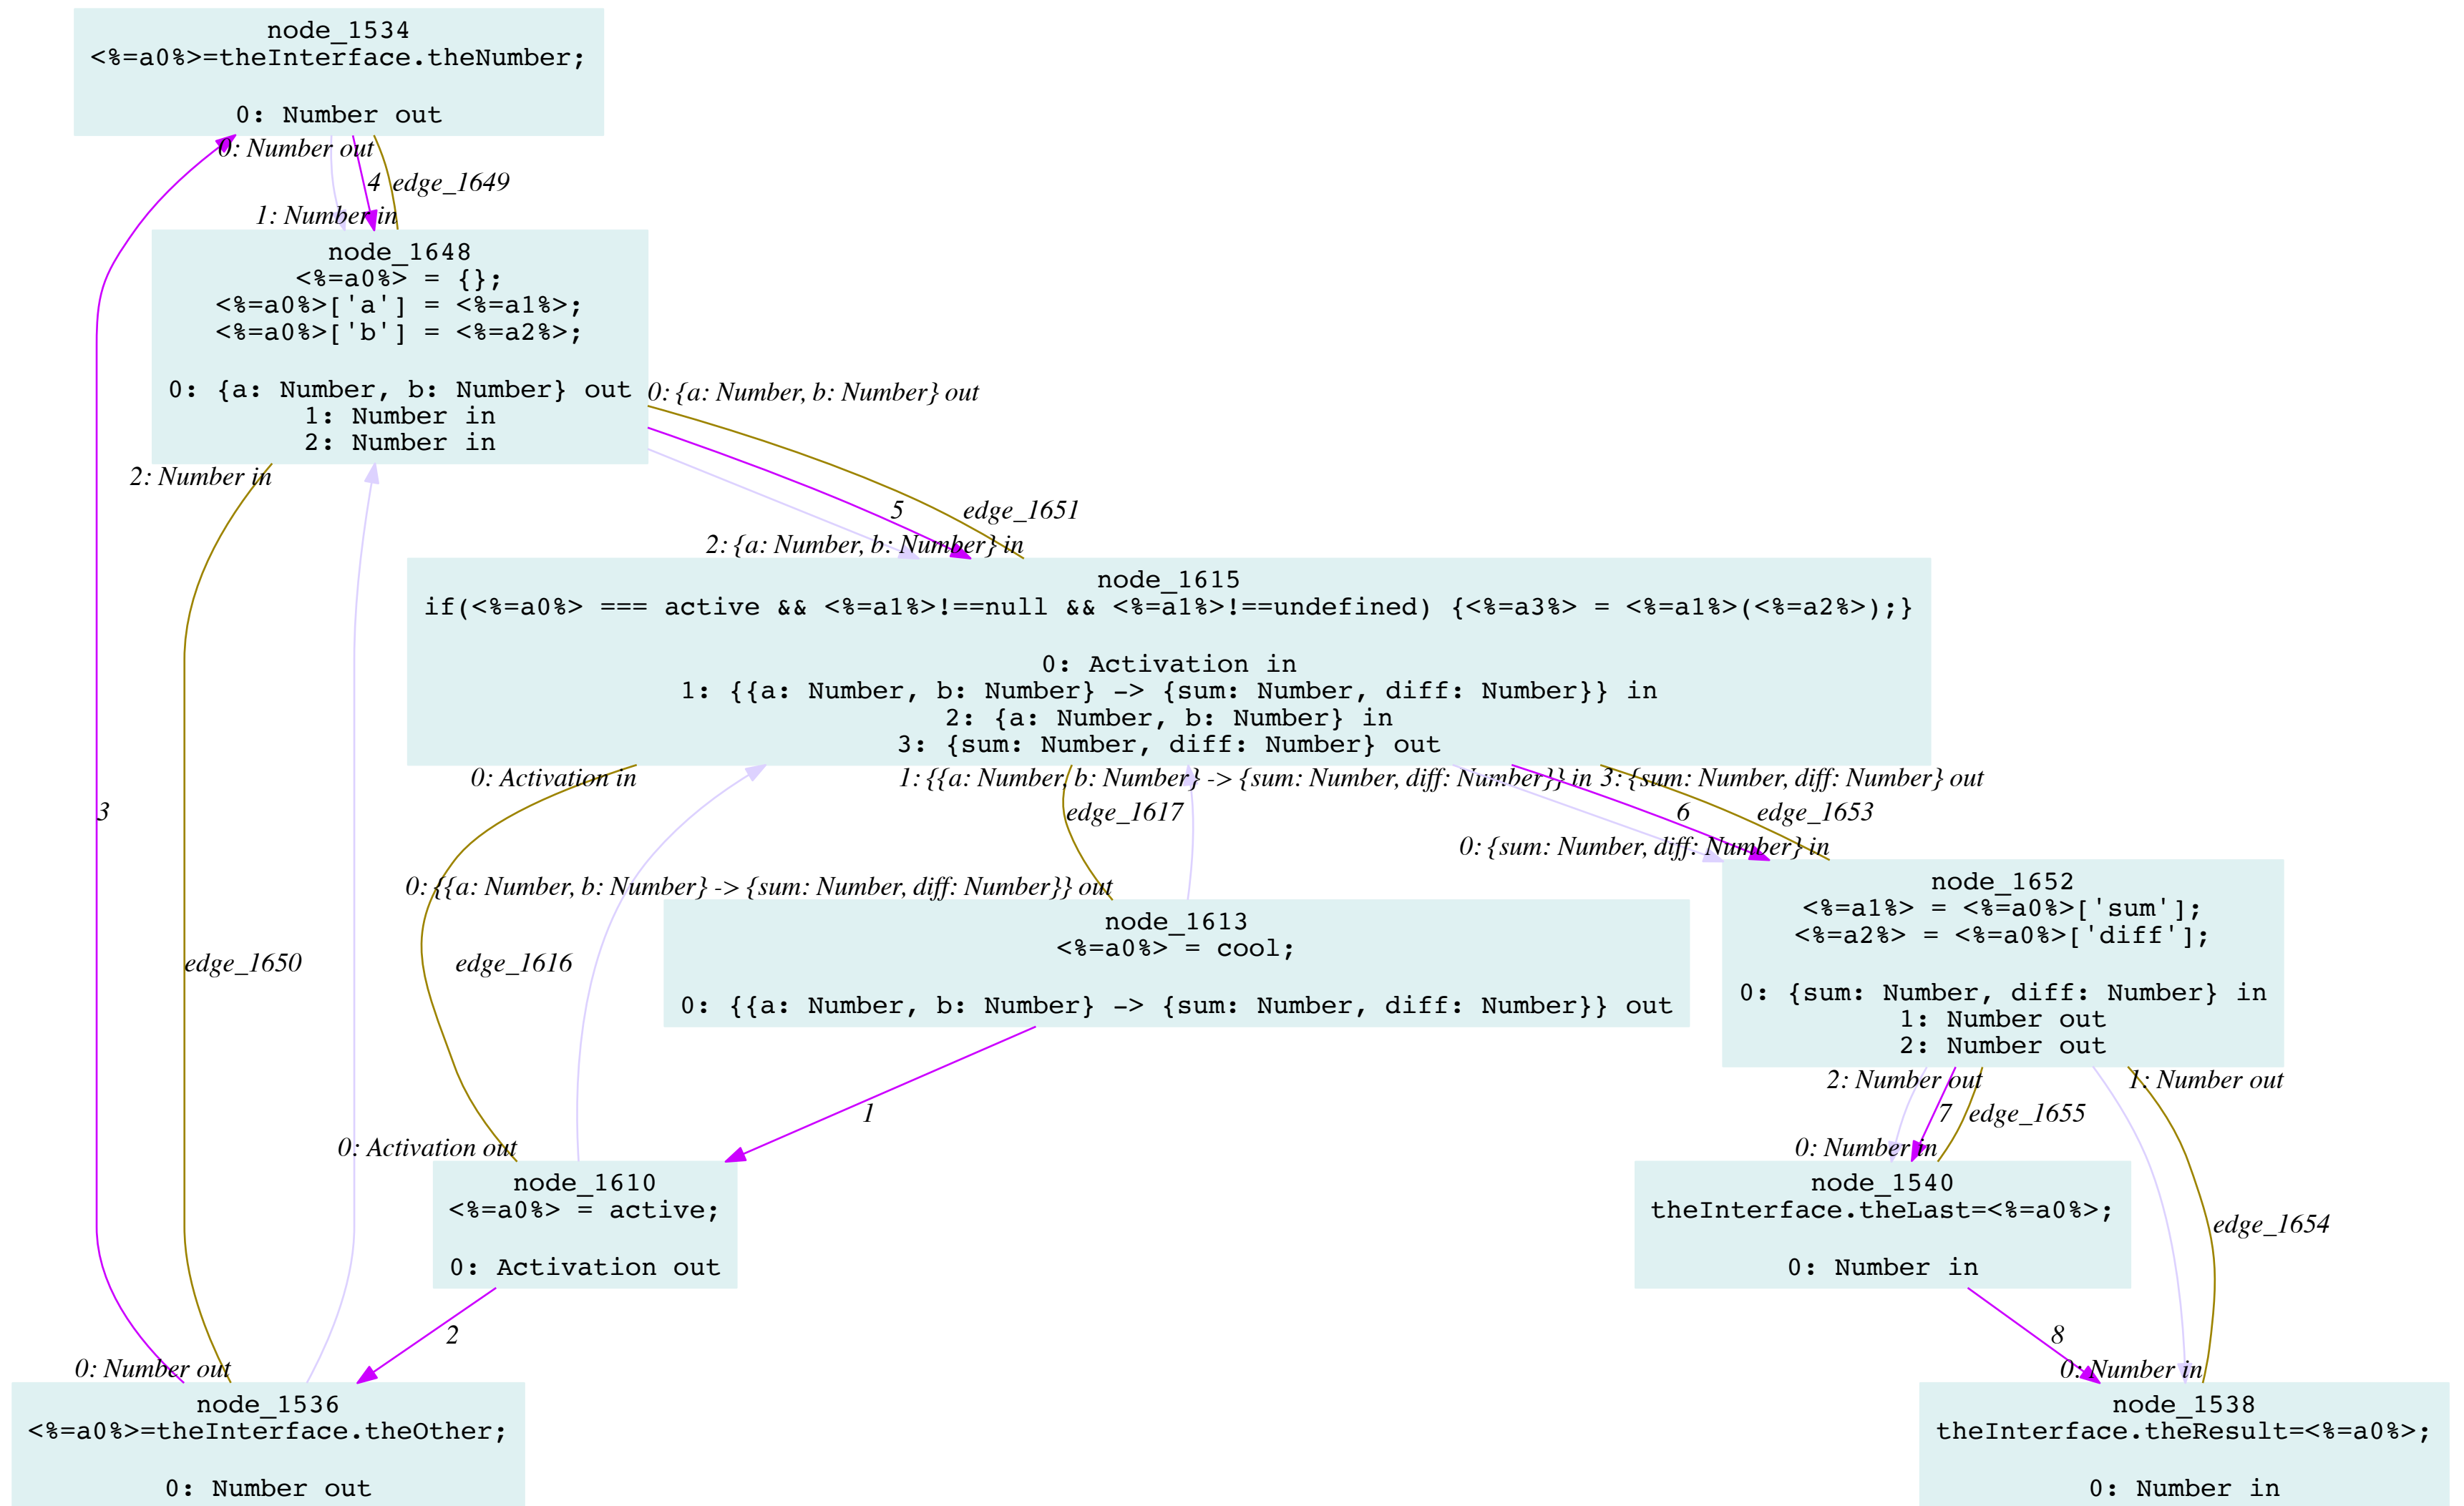 node_1534
<%=a0%>=theInterface.theNumber;
0: Number out
0: Number out
4
edge_1649
1: Number in
node_1648
<%=a0%> = {};
<%=a0%>['a'] = <%=a1%>;
<%=a0%>['b'] = <%=a2%>;
0: {a: Number, b: Number} out
1: Number in
2: Number in
0: {a: Number, b: Number} out
2: Number in
5
edge_1651
2: {a: Number, b: Number} in
node_1615
if(<%=a0%> === active && <%=a1%>!==null && <%=a1%>!==undefined) {<%=a3%> = <%=a1%>(<%=a2%>);}
0: Activation in
1: {{a: Number, b: Number} -> {sum: Number, diff: Number}} in
2: {a: Number, b: Number} in
3: {sum: Number, diff: Number} out
0: Activation in
1: {{a: Number, b: Number} -> {sum: Number, diff: Number}} in
3: {sum: Number, diff: Number} out
3
edge_1617
6
edge_1653
0: {sum: Number, diff: Number} in
0: {{a: Number, b: Number} -> {sum: Number, diff: Number}} out
node_1613
<%=a0%> = cool;
0: {{a: Number, b: Number} -> {sum: Number, diff: Number}} out
node_1652
<%=a1%> = <%=a0%>['sum'];
<%=a2%> = <%=a0%>['diff'];
0: {sum: Number, diff: Number} in
1: Number out
2: Number out
edge_1650
edge_1616
2: Number out
1: Number out
1
7
edge_1655
0: Activation out
0: Number in
node_1610
<%=a0%> = active;
0: Activation out
node_1540
theInterface.theLast=<%=a0%>;
0: Number in
edge_1654
2
8
0: Number out
0: Number in
node_1536
<%=a0%>=theInterface.theOther;
0: Number out
node_1538
theInterface.theResult=<%=a0%>;
0: Number in